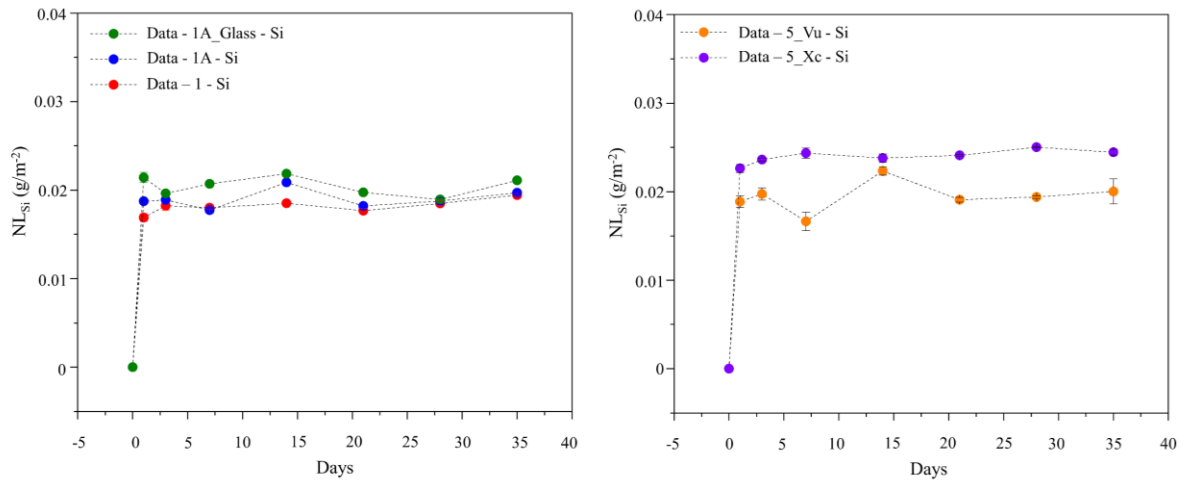 0.04
Data - 1A_Glass - Si
Data - 1A - Si
Data – 1 - Si
0.03
0.02
0.01
0
NLSi (g/m-2)
-5 0 5 10 15 20 25 30 35 40
Days
0.04
Data – 5_Vu - Si
Data – 5_Xc - Si
0.03
0.02
0.01
0
NLSi (g/m-2)
-5 0 5 10 15 20 25 30 35 40
Days